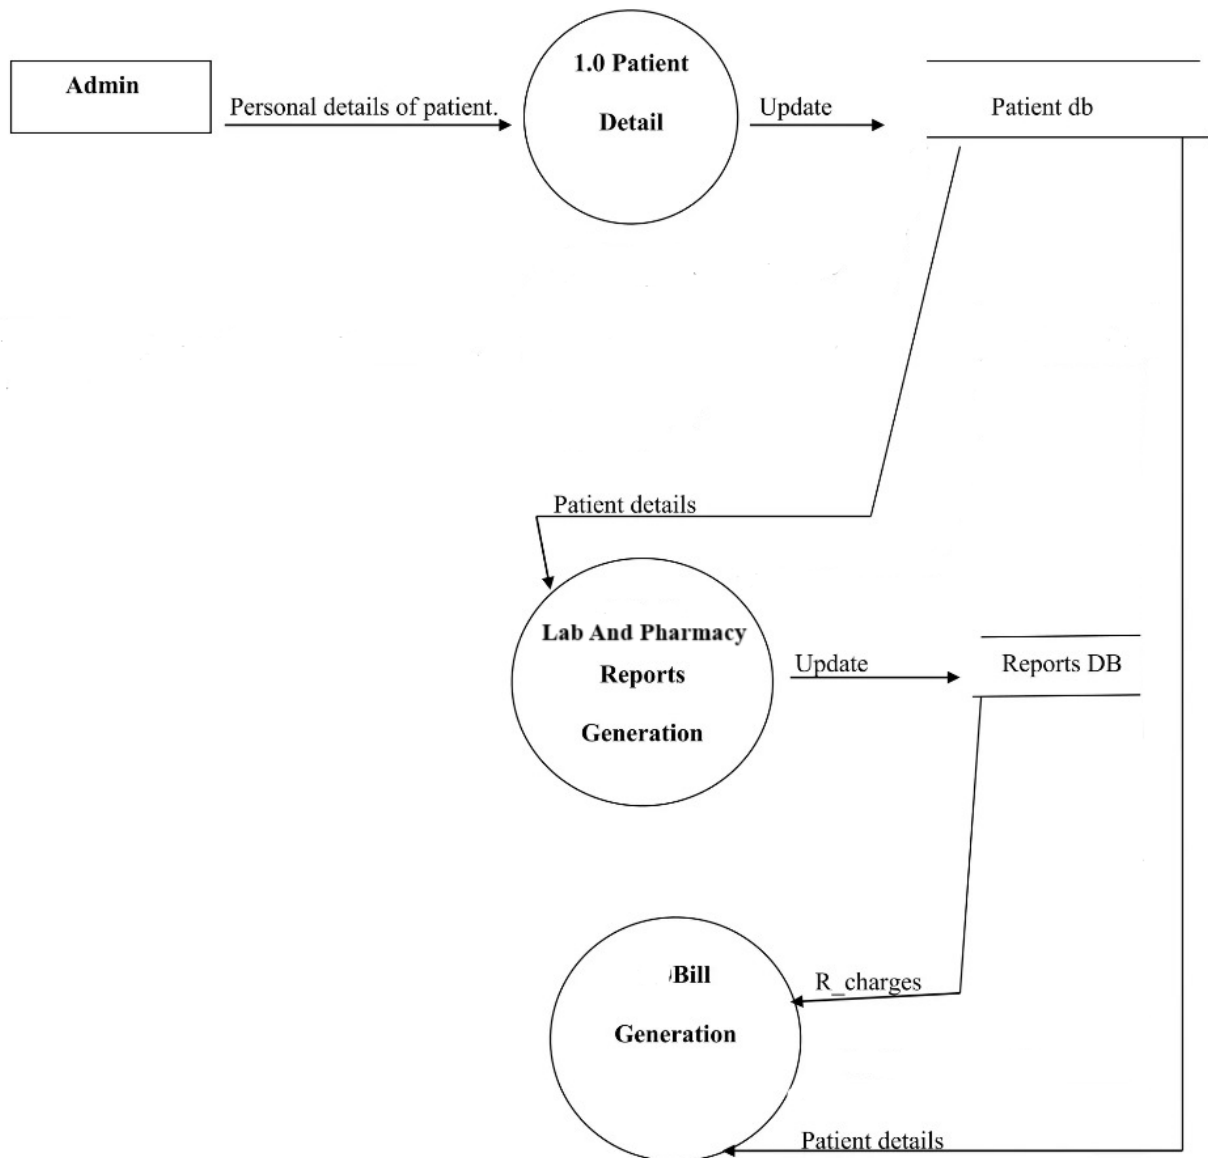 Admin
Personal details of patient.
1.0 Patient
Detail
Update
Patient db
Patient details
Lab And Pharmacy
Reports
Generation
Update
Reports DB
Bill
Generation
R_charges
Patient details